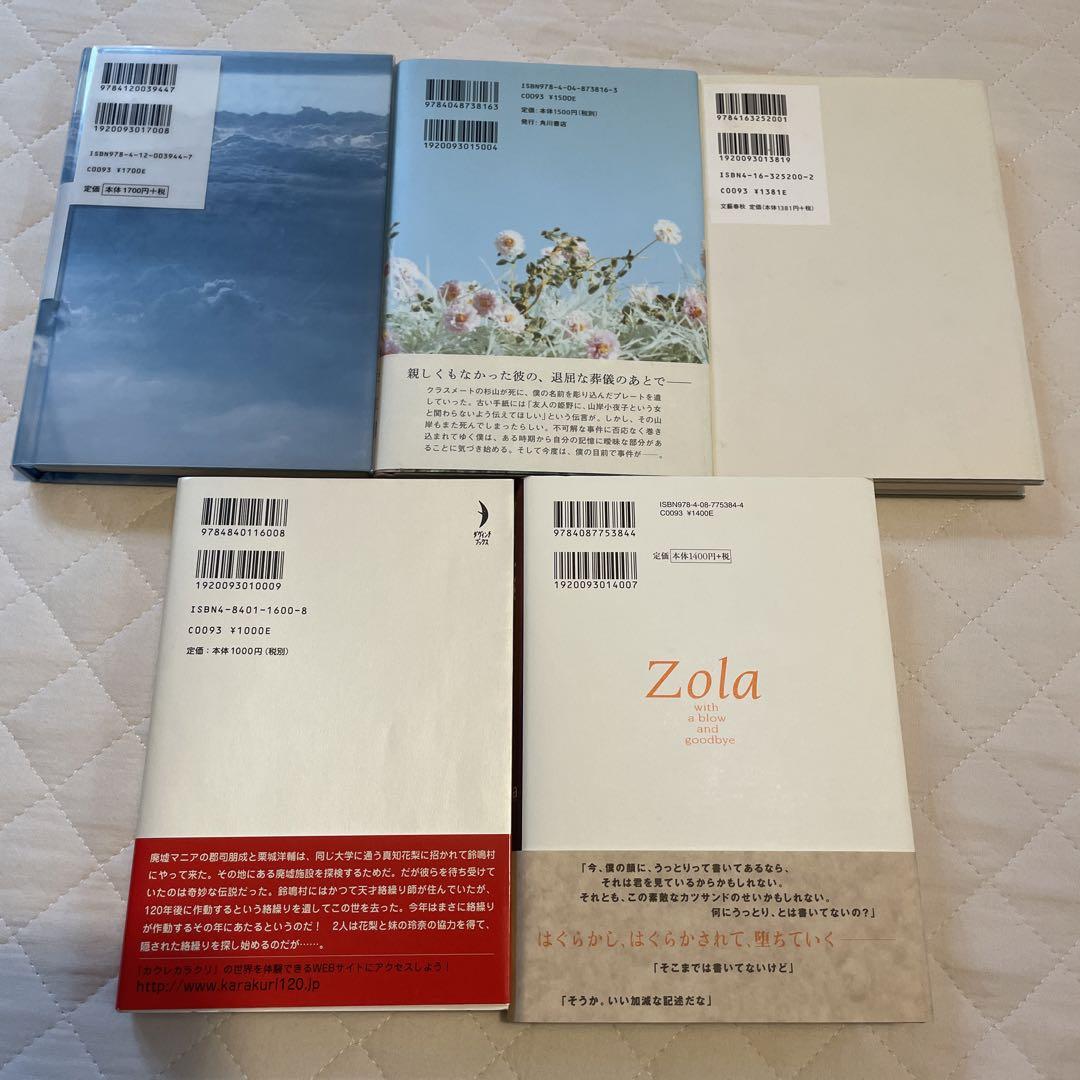 9784120039447
1920093017008
ISBN978-4-12-003944-7
C0093 ¥1700E
定価 本体1700円+税
9784048738163
1920093015004
ISBN978-4-04-873816-3
C0093 ¥1500E
定価:本体1500円(税別)
発行:角川書店
親しくもなかった彼の、退屈な葬儀のあとで――
クラスメートの杉山が死に、僕の名前を彫り込んだプレートを遺
していった。古い手紙には「友人の姫野に、山岸小夜子という女
と関わらないよう伝えてほしい」という伝言が。しかし、その山
岸もまた死んでしまったらしい。不可解な事件に否応なく巻き
込まれてゆく僕は、ある時期から自分の記憶に曖昧な部分があ
ることに気づき始める。そして今度は、僕の目前で事件が――。
9784163252001
1920093013819
ISBN4-16-325200-2
C0093 ¥1381E
文藝春秋 定価(本体1381円+税)
9784840116008
1920093010009
ISBN4-8401-1600-8
C0093 ¥1000E
定価:本体1000円(税別)
ダヴィンチ
ブックス
廃墟マニアの郡司朋成と栗城洋輔は、同じ大学に通う真知花梨に招かれて鈴鳴村
にやって来た。その地にある廃墟施設を探検するためだ。だが彼らを待ち受けて
いたのは奇妙な伝説だった。鈴鳴村にはかつて天才絡繰り師が住んでいたが、
120年後に作動するという絡繰りを遺してこの世を去った。今年はまさに絡繰り
が作動するその年にあたるというのだ! 2人は花梨と妹の玲奈の協力を得て、
隠された絡繰りを探し始めるのだが……。
「カクレカラクリ」の世界を体験できるWEBサイトにアクセスしよう!
http://www.karakuri120.jp
9784087753844
1920093014007
ISBN978-4-08-775384-4
C0093 ¥1400E
定価 本体1400円+税
Zola
with
a blow
and
goodbye
「今、僕の顔に、うっとりって書いてあるなら、
それは君を見ているからかもしれない。
それとも、この素敵なカツサンドのせいかもしれない。
何にうっとり、とは書いてないの?」
はぐらかし、はぐらかされて、堕ちていく
「そこまでは書いてないけど」
「そうか。いい加減な記述だな」